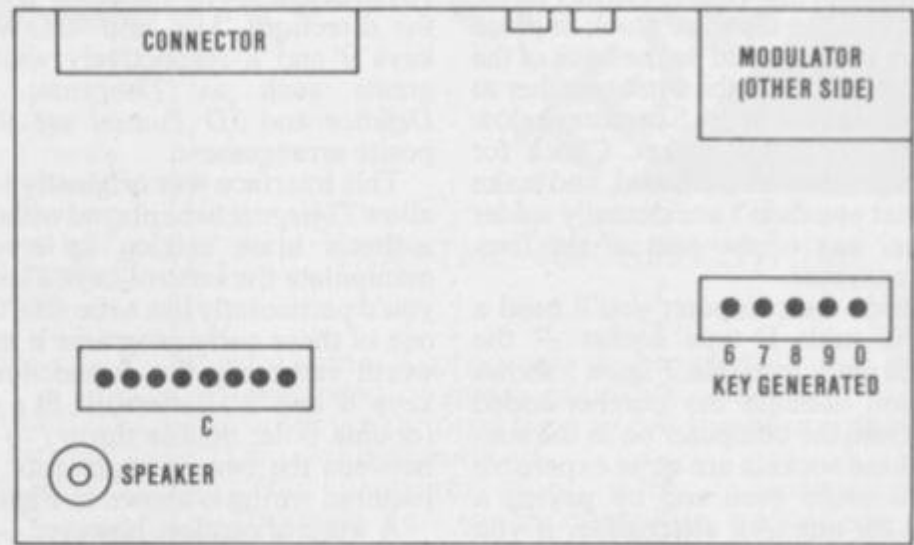 CONNECTOR
MODULATOR
(OTHER SIDE)
6 7 8 9 0
KEY GENERATED
C
SPEAKER